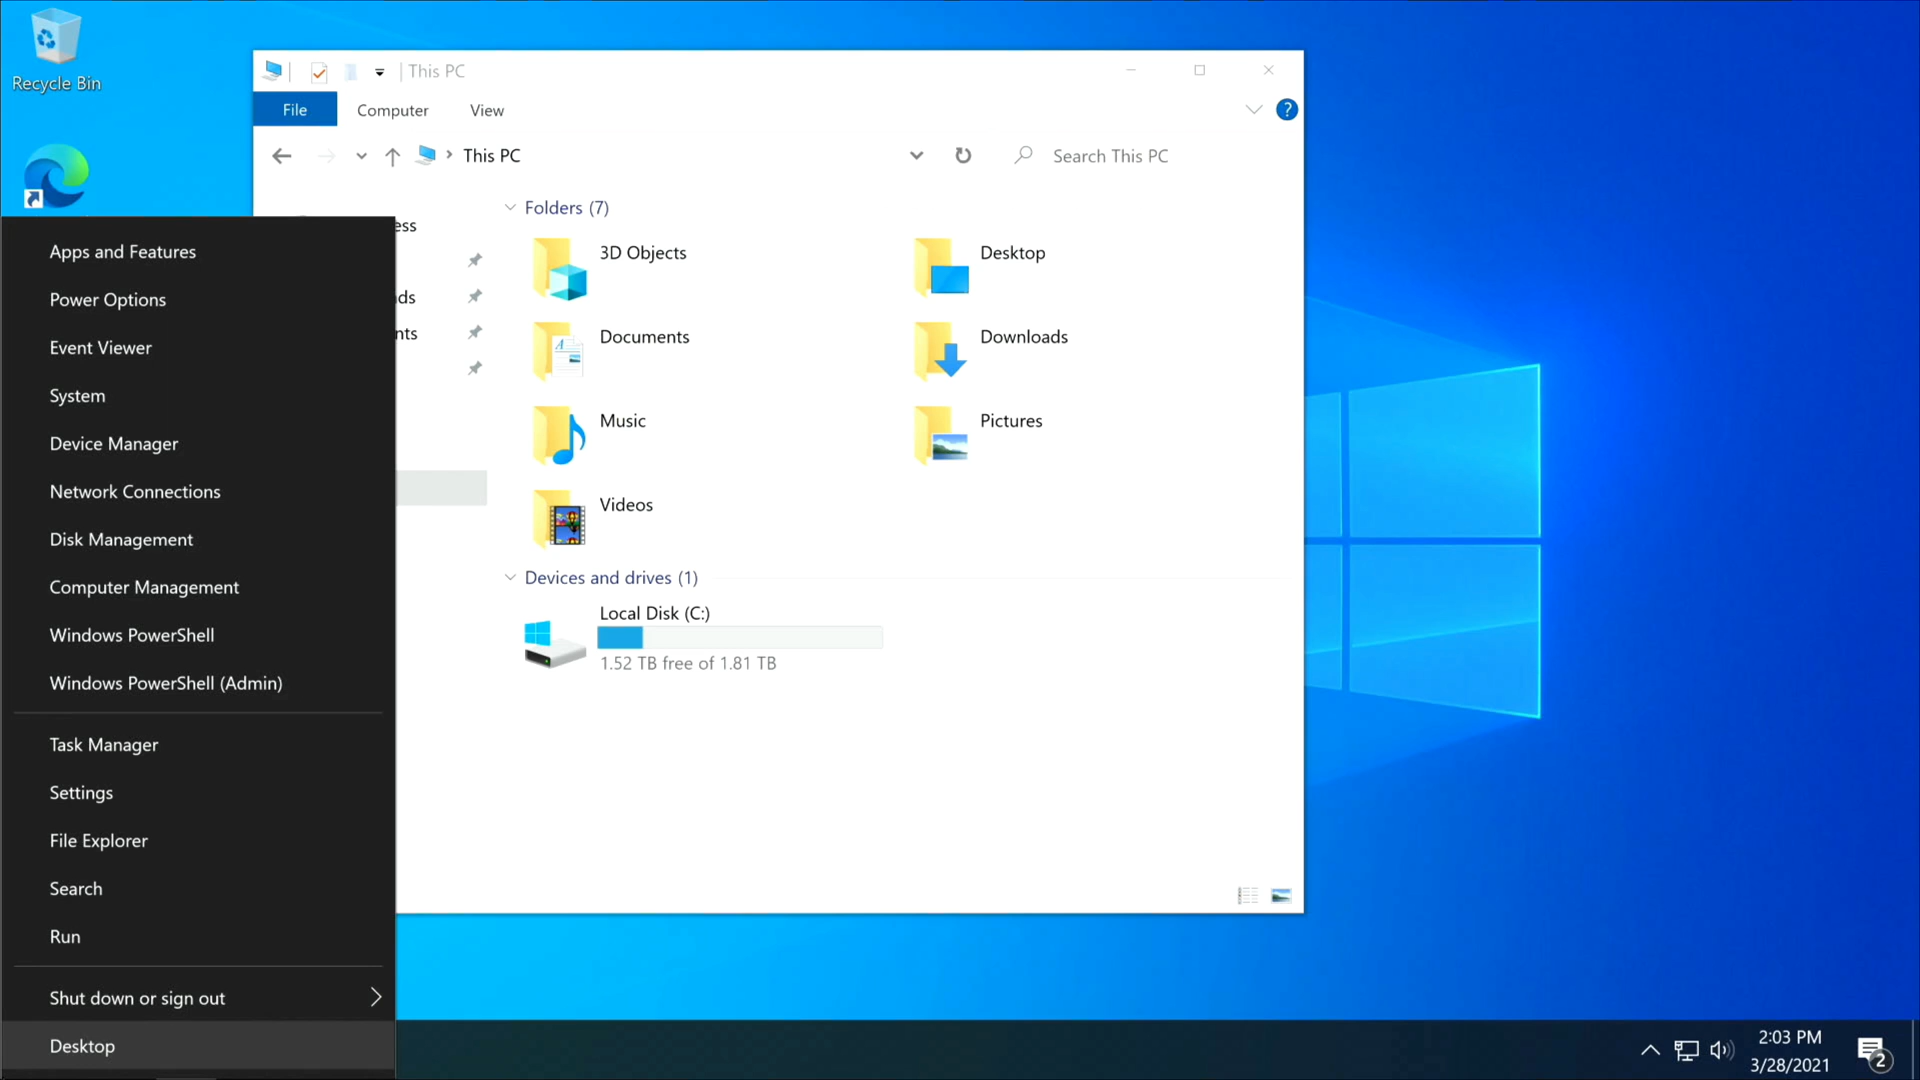 Recycle Bin
This PC
File
Computer
View
?
This PC
Search This PC
ess
ds
nts
Folders (7)
3D Objects
Desktop
Documents
Downloads
Music
Pictures
Videos
Devices and drives (1)
Local Disk (C:)
1.52 TB free of 1.81 TB
Apps and Features
Power Options
Event Viewer
System
Device Manager
Network Connections
Disk Management
Computer Management
Windows PowerShell
Windows PowerShell (Admin)
Task Manager
Settings
File Explorer
Search
Run
Shut down or sign out
Desktop
2:03 PM
3/28/2021
2